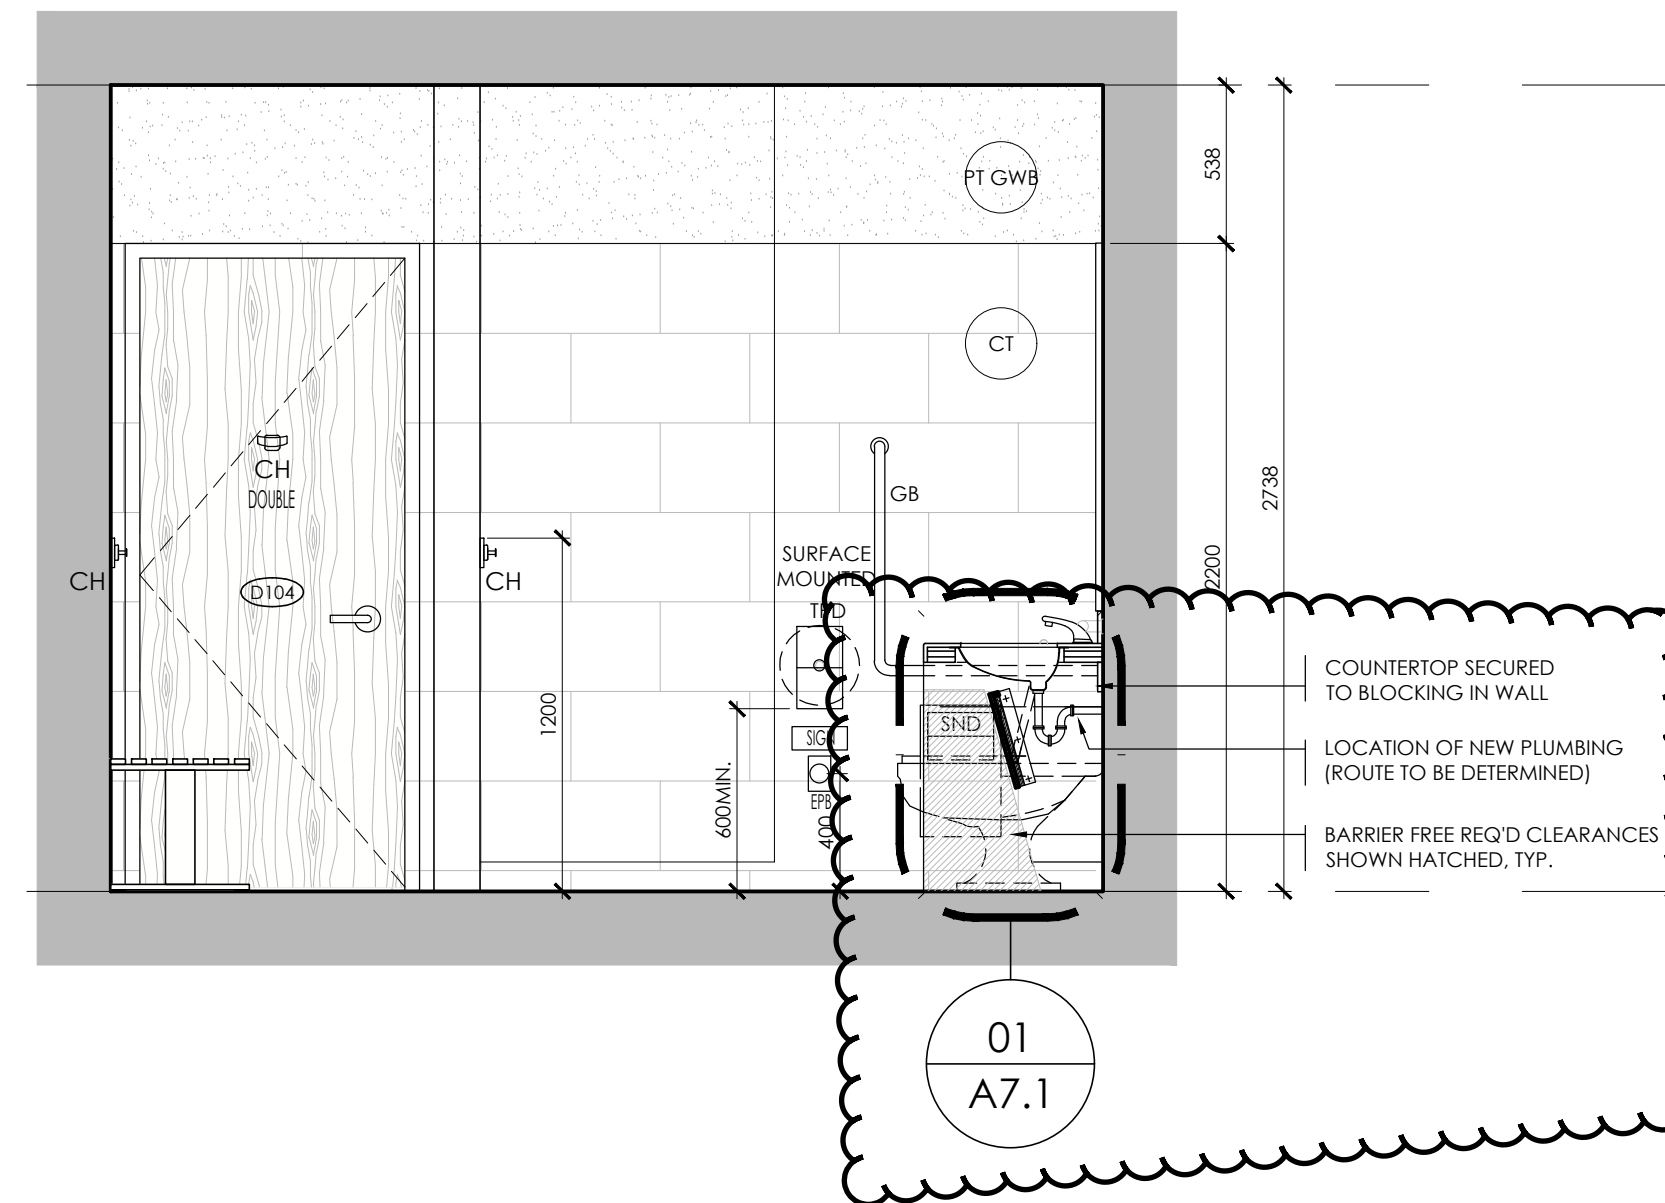 PT GWB
538
CT
2738
2200
CH
DOUBLE
GB
SURFACE
MOUNTED
TPD
CH
D104
CH
1200
600MIN.
SIGN
EPB
400
SND
COUNTERTOP SECURED
TO BLOCKING IN WALL
LOCATION OF NEW PLUMBING
(ROUTE TO BE DETERMINED)
BARRIER FREE REQ'D CLEARANCES
SHOWN HATCHED, TYP.
01
A7.1